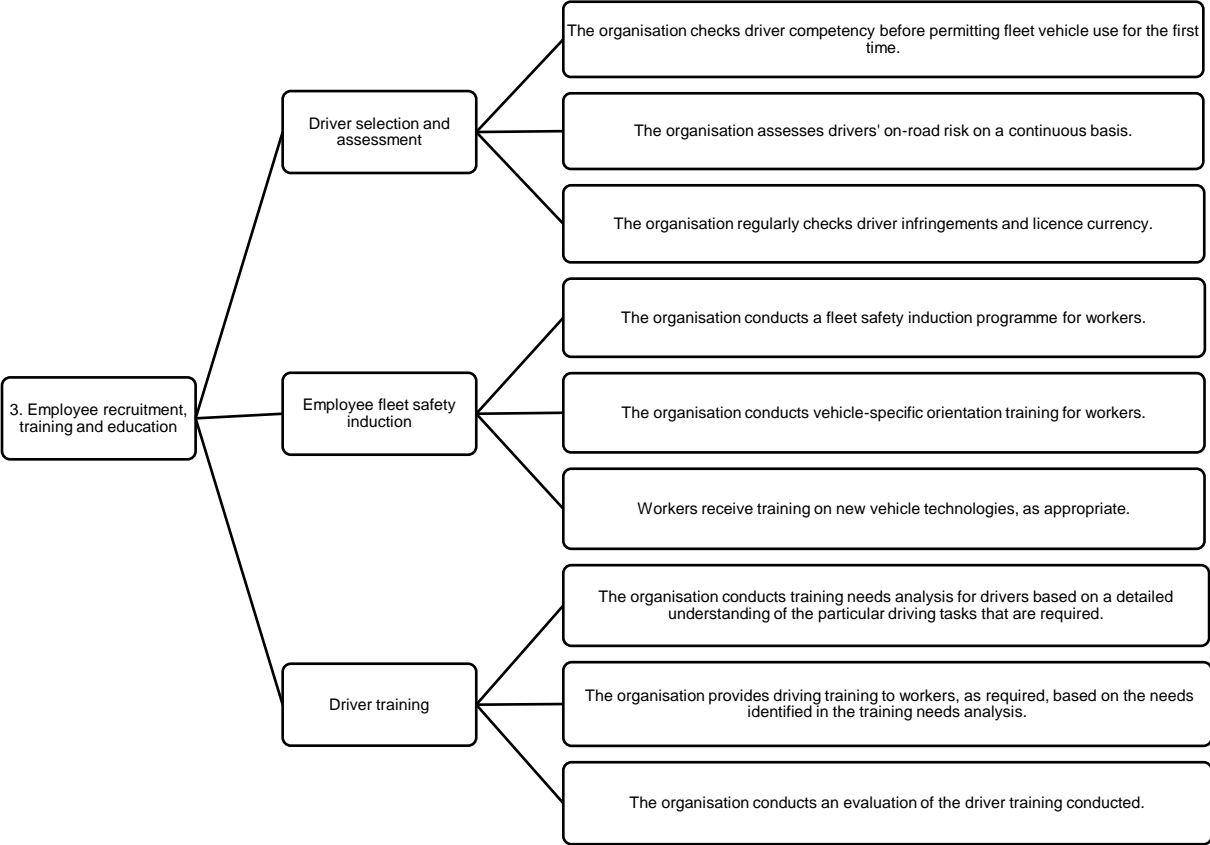 The organisation checks driver competency before permitting fleet vehicle use for the first
time.
Driver selection and
assessment
The organisation assesses drivers' on-road risk on a continuous basis.
The organisation regularly checks driver infringements and licence currency.
The organisation conducts a fleet safety induction programme for workers.
3. Employee recruitment,
training and education
Employee fleet safety
induction
The organisation conducts vehicle-specific orientation training for workers.
Workers receive training on new vehicle technologies, as appropriate.
The organisation conducts training needs analysis for drivers based on a detailed
understanding of the particular driving tasks that are required.
Driver training
The organisation provides driving training to workers, as required, based on the needs
identified in the training needs analysis.
The organisation conducts an evaluation of the driver training conducted.